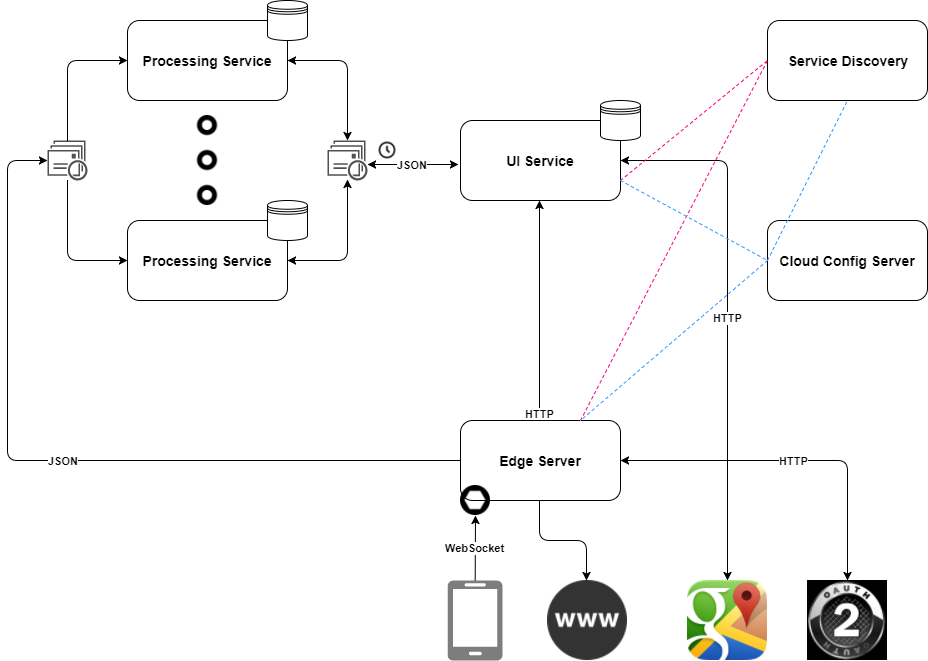 Processing Service
Service Discovery
JSON
UI Service
Processing Service
Cloud Config Server
HTTP
HTTP
JSON
Edge Server
HTTP
WebSocket
www
g
OAUTH
2
OAUTH